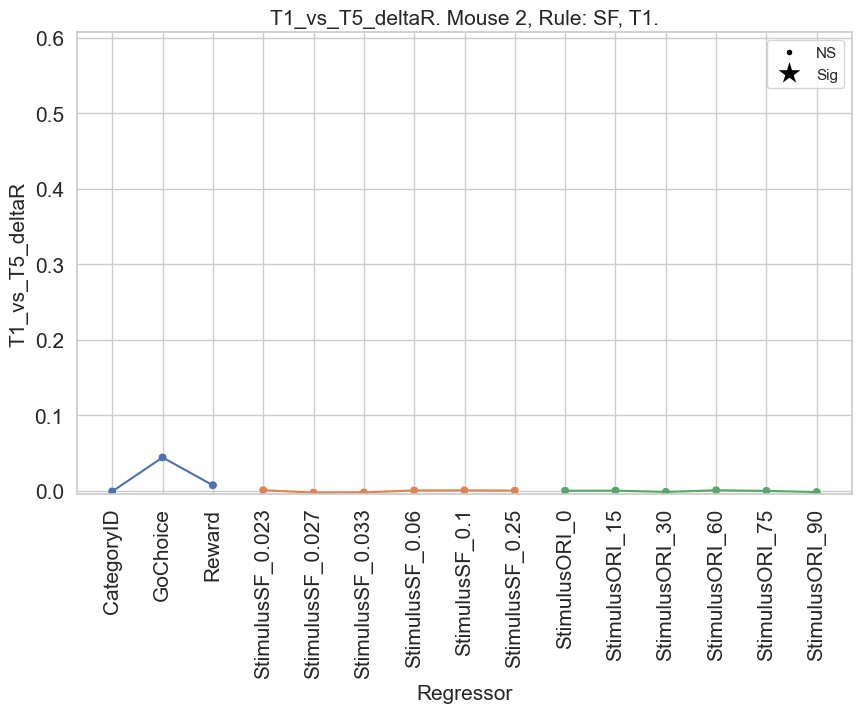 T1_vs_T5_deltaR. Mouse 2, Rule: SF, T1.
NS
Sig
T1_vs_T5_deltaR
0.6
0.5
0.4
0.3
0.2
0.1
0.0
CategoryID
GoChoice
Reward
StimulusSF_0.023
StimulusSF_0.027
StimulusSF_0.033
StimulusSF_0.06
StimulusSF_0.1
StimulusSF_0.25
StimulusORI_0
StimulusORI_15
StimulusORI_30
StimulusORI_60
StimulusORI_75
StimulusORI_90
Regressor